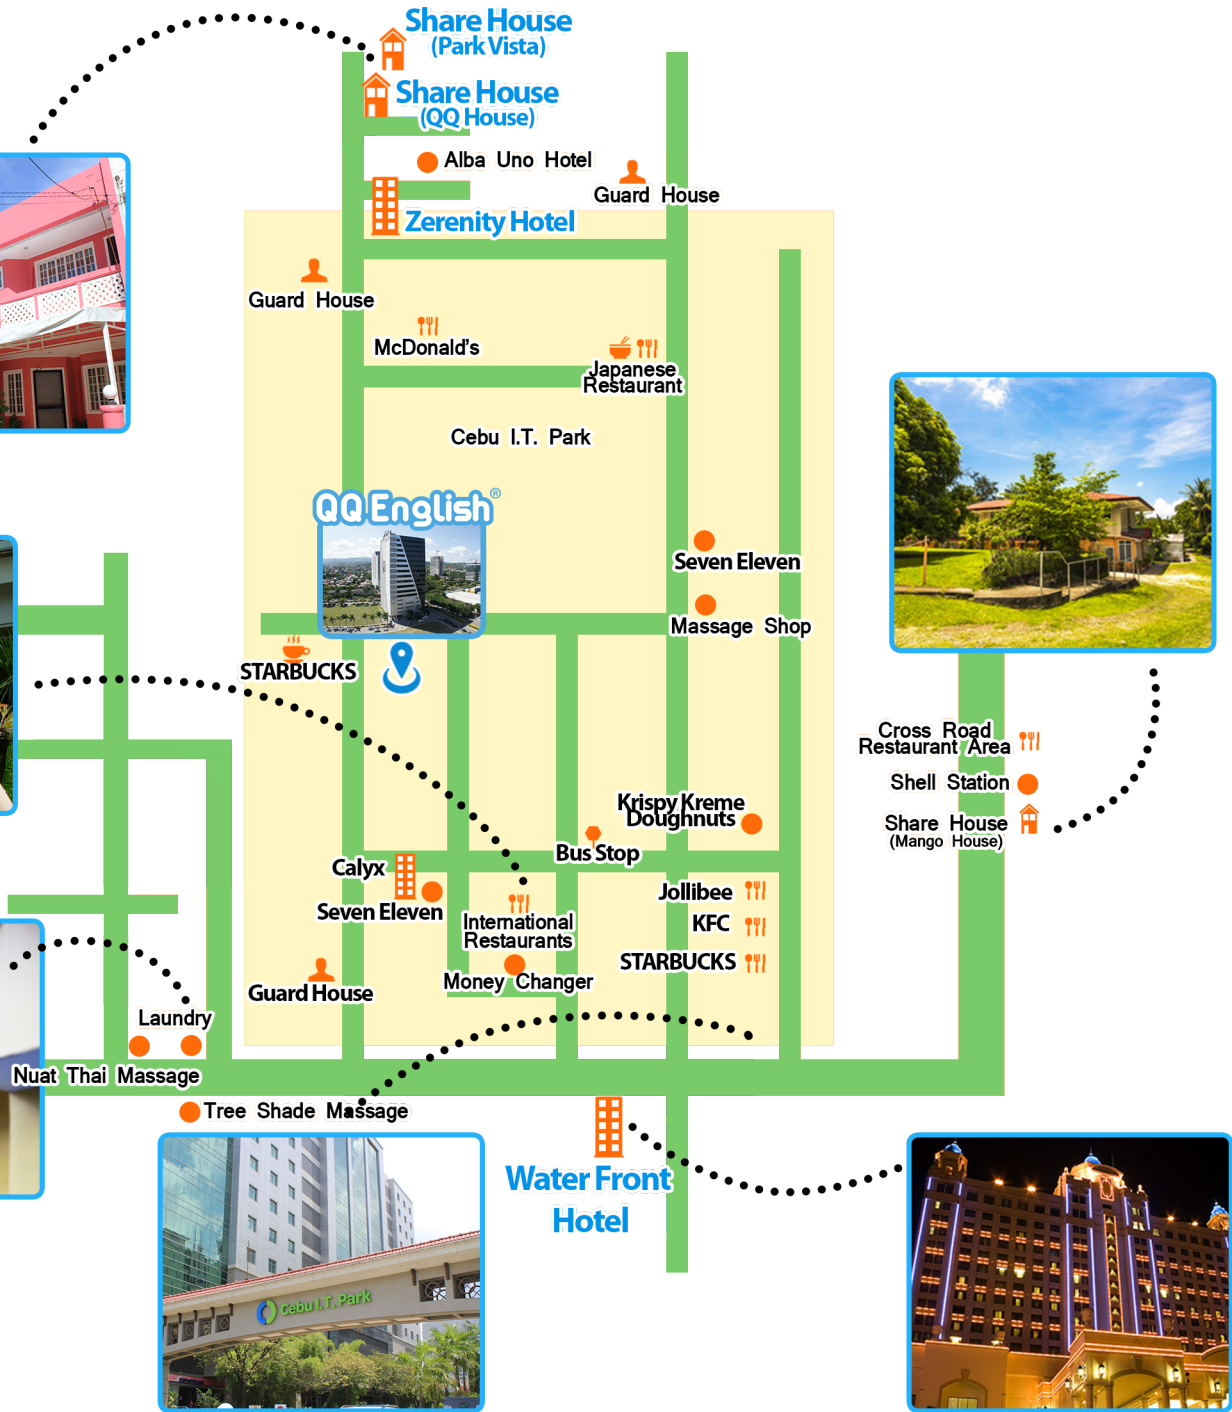 Share House
(Park Vista)
Share House
(QQ House)
Alba Uno Hotel
Guard House
Zerenity Hotel
Guard House
McDonald's
Japanese
Restaurant
Cebu I.T. Park
QQ English®
Seven Eleven
Massage Shop
STARBUCKS
Cross Road
Restaurant Area
Shell Station
Share House
(Mango House)
Krispy Kreme
Doughnuts
Bus Stop
Calyx
Seven Eleven
Jollibee
KFC
STARBUCKS
International
Restaurants
Money Changer
Guard House
Laundry
Nuat Thai Massage
Tree Shade Massage
Water Front
Hotel
Cebu I.T. Park